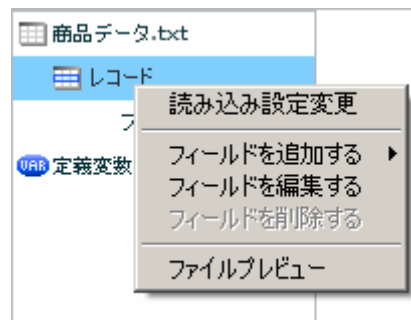 商品データ.txt
レコード
読み込み設定変更
フ
フィールドを追加する
VAR 定義変数
フィールドを編集する
フィールドを削除する
ファイルプレビュー